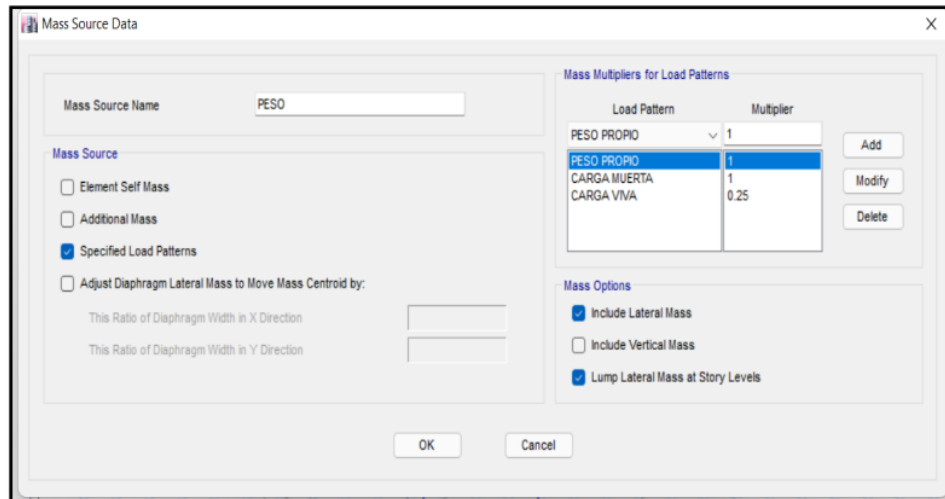 Mass Source Data
Mass Source Name PESO
Mass Source
Element Self Mass
Additional Mass
Specified Load Patterns
Adjust Diaphragm Lateral Mass to Move Mass Centroid by:
This Ratio of Diaphragm Width in X Direction
This Ratio of Diaphragm Width in Y Direction
Mass Multipliers for Load Patterns
Load Pattern Multiplier
PESO PROPIO 1
PESO PROPIO 1
CARGA MUERTA 1
CARGA VIVA 0.25
Add
Modify
Delete
Mass Options
Include Lateral Mass
Include Vertical Mass
Lump Lateral Mass at Story Levels
OK Cancel